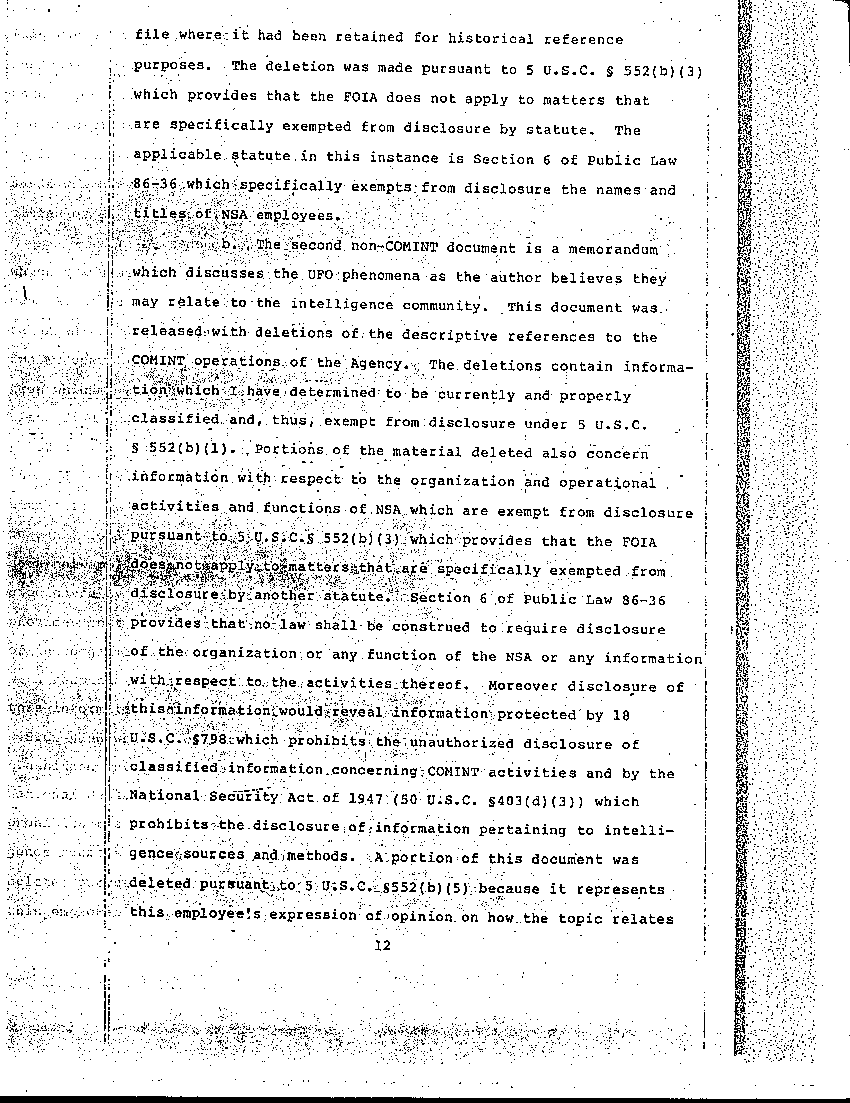 file where it had been retained for historical reference
purposes. The deletion was made pursuant to 5 U.S.C. § 552(b)(3)
which provides that the FOIA does not apply to matters that
are specifically exempted from disclosure by statute. The
applicable statute in this instance is Section 6 of Public Law
86-36 which specifically exempts from disclosure the names and
titles of NSA employees.
b. The second non-COMINT document is a memorandum
which discusses the UFO phenomena as the author believes they
may relate to the intelligence community. This document was
released with deletions of the descriptive references to the
COMINT operations of the Agency. The deletions contain informa-
tion which I have determined to be currently and properly
classified and, thus, exempt from disclosure under 5 U.S.C.
§ 552(b)(1). Portions of the material deleted also concern
information with respect to the organization and operational
activities and functions of NSA which are exempt from disclosure
pursuant to 5 U.S.C.§ 552(b)(3) which provides that the FOIA
does not apply to matters that are specifically exempted from
disclosure by another statute. Section 6 of Public Law 86-36
provides that no law shall be construed to require disclosure
of the organization or any function of the NSA or any information
with respect to the activities thereof. Moreover disclosure of
this information would reveal information protected by 18
U.S.C. §798 which prohibits the unauthorized disclosure of
classified information concerning COMINT activities and by the
National Security Act of 1947 (50 U.S.C. §403(d)(3)) which
prohibits the disclosure of information pertaining to intelli-
gence sources and methods. A portion of this document was
deleted pursuant to 5 U.S.C. §552(b)(5) because it represents
this employee's expression of opinion on how the topic relates
12